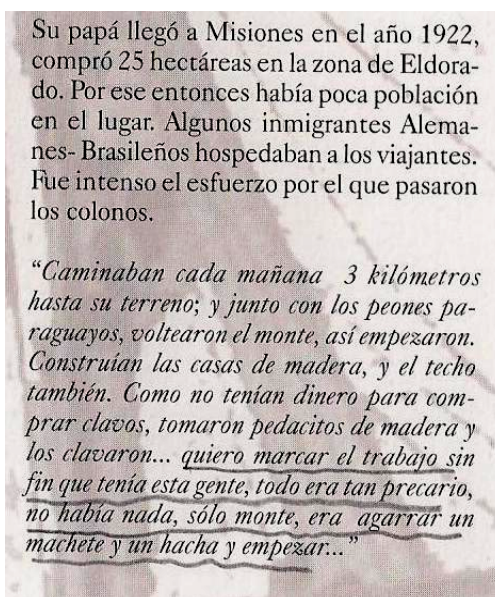 Su papá llegó a Misiones en el año 1922,
compró 25 hectáreas en la zona de Eldora-
do. Por ese entonces había poca población
en el lugar. Algunos inmigrantes Alema-
nes- Brasileños hospedaban a los viajantes.
Fue intenso el esfuerzo por el que pasaron
los colonos.
“Caminaban cada mañana 3 kilómetros
hasta su terreno; y junto con los peones pa-
raguayos, voltearon el monte, así empezaron.
Construían las casas de madera, y el techo
también. Como no tenían dinero para com-
prar clavos, tomaron pedacitos de madera y
los clavaron... quiero marcar el trabajo sin
fin que tenía esta gente, todo era tan precario,
no había nada, sólo monte, era agarrar un
machete y un hacha y empezar...”